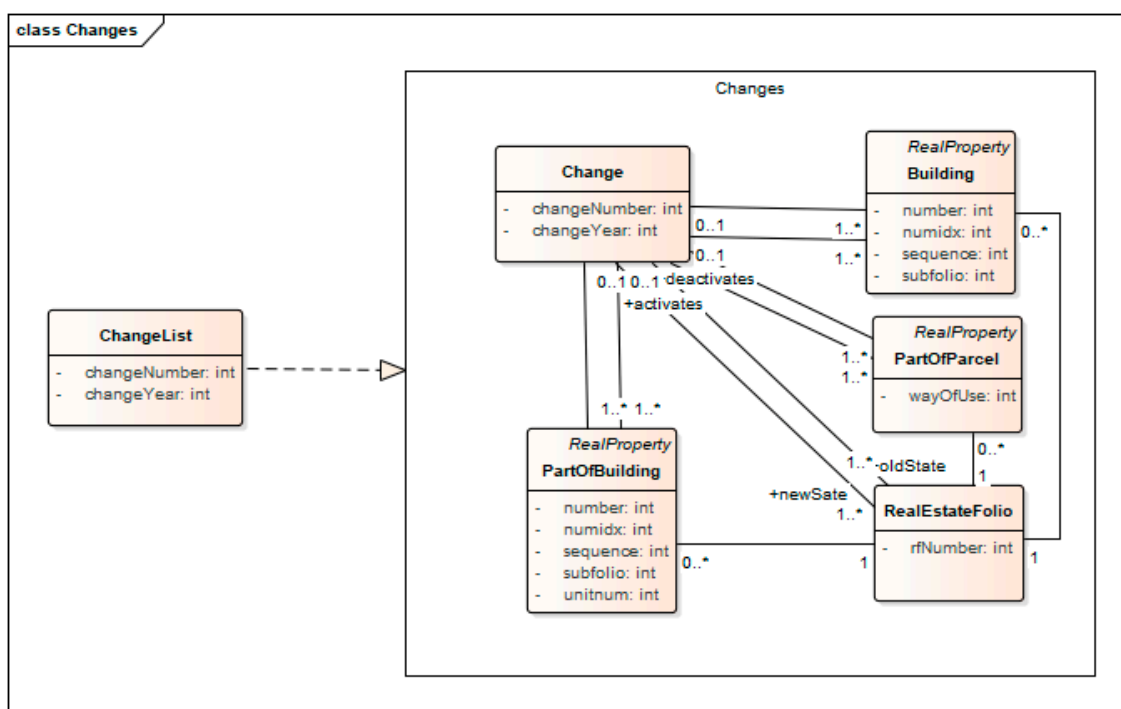 class Changes
Changes
Change
- changeNumber: int
- changeYear: int
RealProperty
Building
- number: int
- numidx: int
- sequence: int
- subfolio: int
0..1
1..*
0..*
0..1
1..*
0..1 0..1
deactivates
+activates
ChangeList
- changeNumber: int
- changeYear: int
RealProperty
PartOfParcel
- wayOfUse: int
1..*
1..*
1..* 1..*
RealProperty
PartOfBuilding
- number: int
- numidx: int
- sequence: int
- subfolio: int
- unitnum: int
0..*
1..*
-oldState
1
+newSate
1..*
RealEstateFolio
- rfNumber: int
0..*
1
1